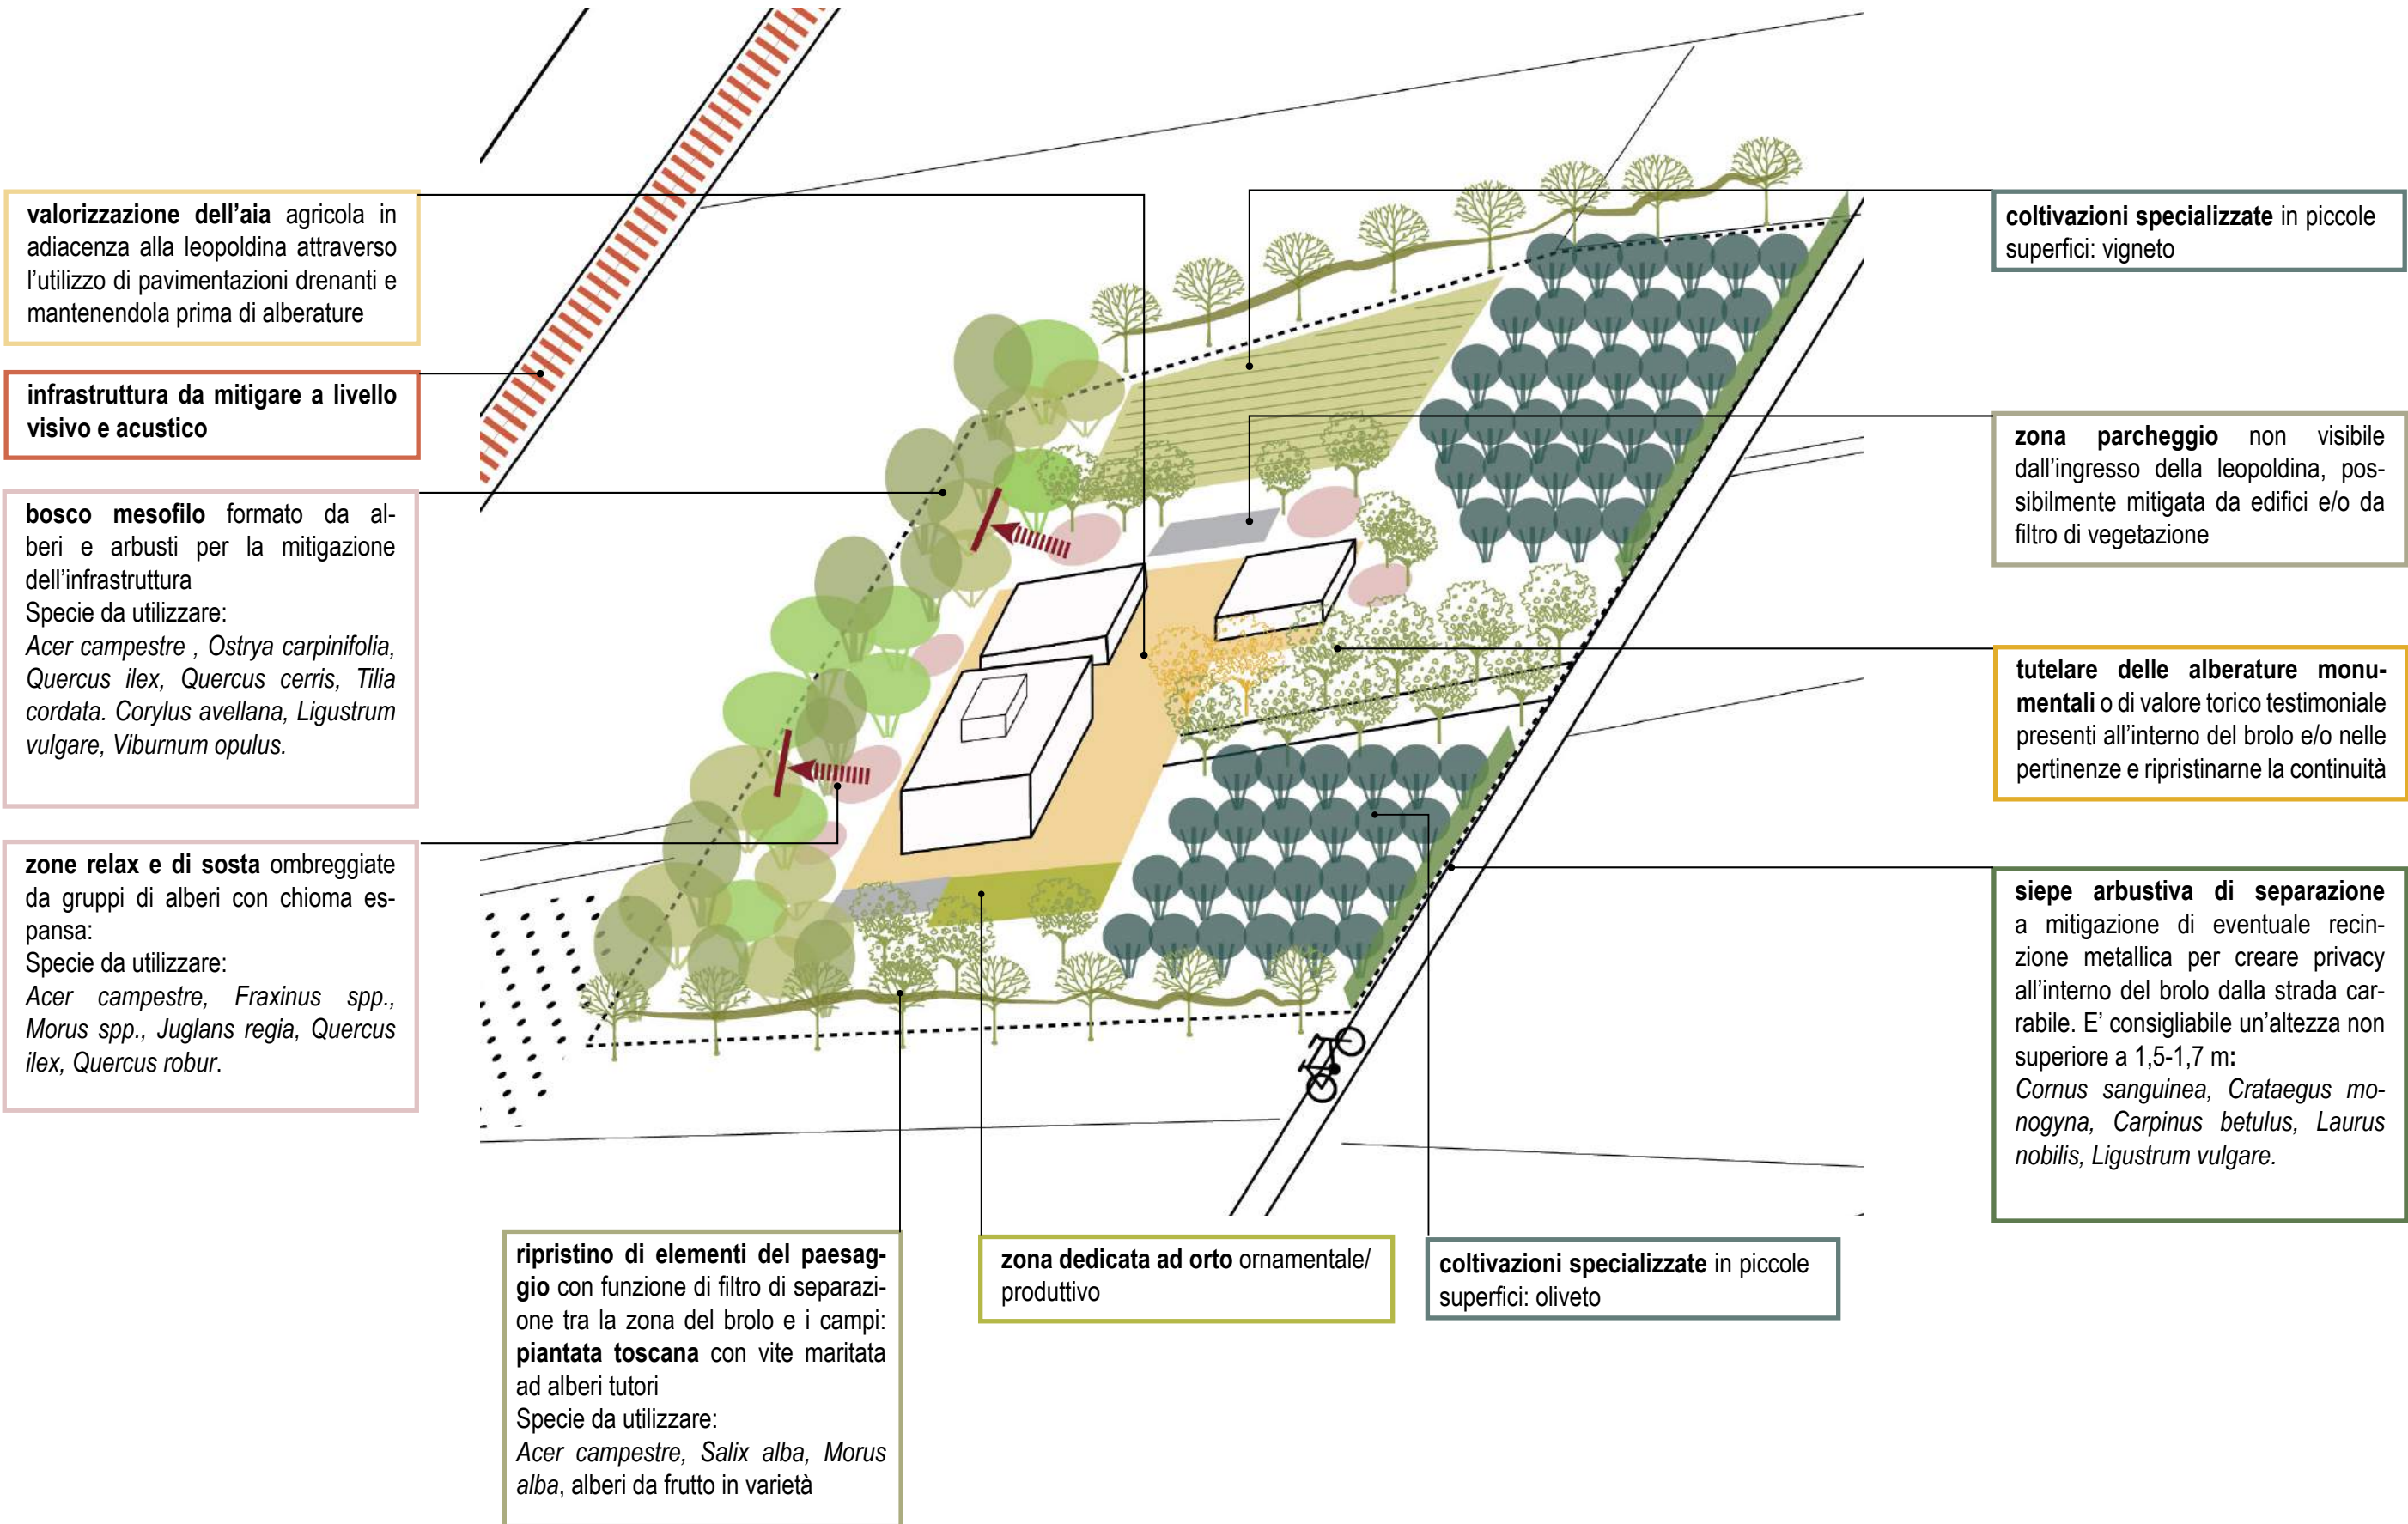 valorizzazione dell’aia agricola in
adiacenza alla leopoldina attraverso
l’utilizzo di pavimentazioni drenanti e
mantenendola prima di alberature
infrastruttura da mitigare a livello
visivo e acustico
bosco mesofilo formato da al-
beri e arbusti per la mitigazione
dell’infrastruttura
Specie da utilizzare:
Acer campestre , Ostrya carpinifolia,
Quercus ilex, Quercus cerris, Tilia
cordata. Corylus avellana, Ligustrum
vulgare, Viburnum opulus.
zone relax e di sosta ombreggiate
da gruppi di alberi con chioma es-
pansa:
Specie da utilizzare:
Acer campestre, Fraxinus spp.,
Morus spp., Juglans regia, Quercus
ilex, Quercus robur.
ripristino di elementi del paesag-
gio con funzione di filtro di separazi-
one tra la zona del brolo e i campi:
piantata toscana con vite maritata
ad alberi tutori
Specie da utilizzare:
Acer campestre, Salix alba, Morus
alba, alberi da frutto in varietà
zona dedicata ad orto ornamentale/
produttivo
coltivazioni specializzate in piccole
superfici: oliveto
coltivazioni specializzate in piccole
superfici: vigneto
zona parcheggio non visibile
dall’ingresso della leopoldina, pos-
sibilmente mitigata da edifici e/o da
filtro di vegetazione
tutelare delle alberature monu-
mentali o di valore torico testimoniale
presenti all’interno del brolo e/o nelle
pertinenze e ripristinarne la continuità
siepe arbustiva di separazione
a mitigazione di eventuale recin-
zione metallica per creare privacy
all’interno del brolo dalla strada car-
rabile. E’ consigliabile un’altezza non
superiore a 1,5-1,7 m:
Cornus sanguinea, Crataegus mo-
nogyna, Carpinus betulus, Laurus
nobilis, Ligustrum vulgare.